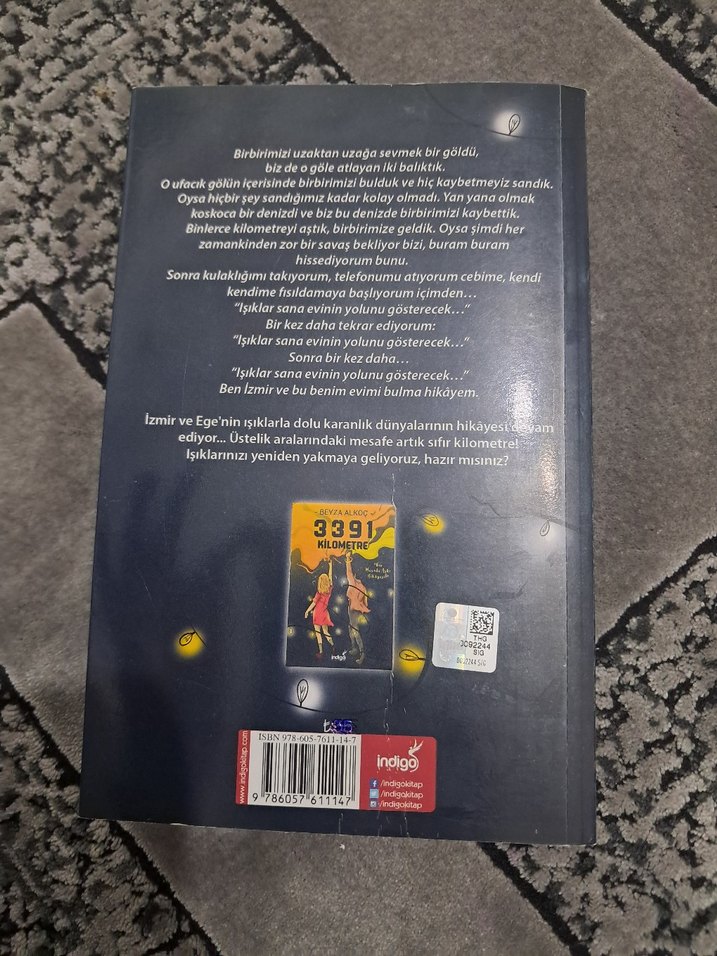 Birbirimizi uzaktan uzağa sevmek bir göldü,
biz de o göle atlayan iki balıktık.
O ufacık gölün içerisinde birbirimizi bulduk ve hiç kaybetmeyiz sandık.
Oysa hiçbir şey sandığımız kadar kolay olmadı. Yan yana olmak
koskoca bir denizdi ve biz bu denizde birbirimizi kaybettik.
Binlerce kilometreyi aştık, birbirimize geldik. Oysa şimdi her
zamankinden zor bir savaş bekliyor bizi, buram buram
hissediyorum bunu.
Sonra kulaklığımı takıyorum, telefonumu atıyorum cebime, kendi
kendime fısıldamaya başlıyorum içimden...
“Işıklar sana evinin yolunu gösterecek...”
Bir kez daha tekrar ediyorum:
“Işıklar sana evinin yolunu gösterecek...”
Sonra bir kez daha...
“Işıklar sana evinin yolunu gösterecek...”
Ben İzmir ve bu benim evimi bulma hikâyem.
İzmir ve Ege'nin ışıklarla dolu karanlık dünyalarının hikâyesi devam
ediyor... Üstelik aralarındaki mesafe artık sıfır kilometre!
Işıklarınızı yeniden yakmaya geliyoruz, hazır mısınız?
BEYZA ALKOÇ
3391
KİLOMETRE
indigo
THG
0092244
SIG
ISBN 978-605-7611-14-7
www.indigokitap.com
9 786057 611147
indigo
/indigokitap
/indigokitap
/indigokitap